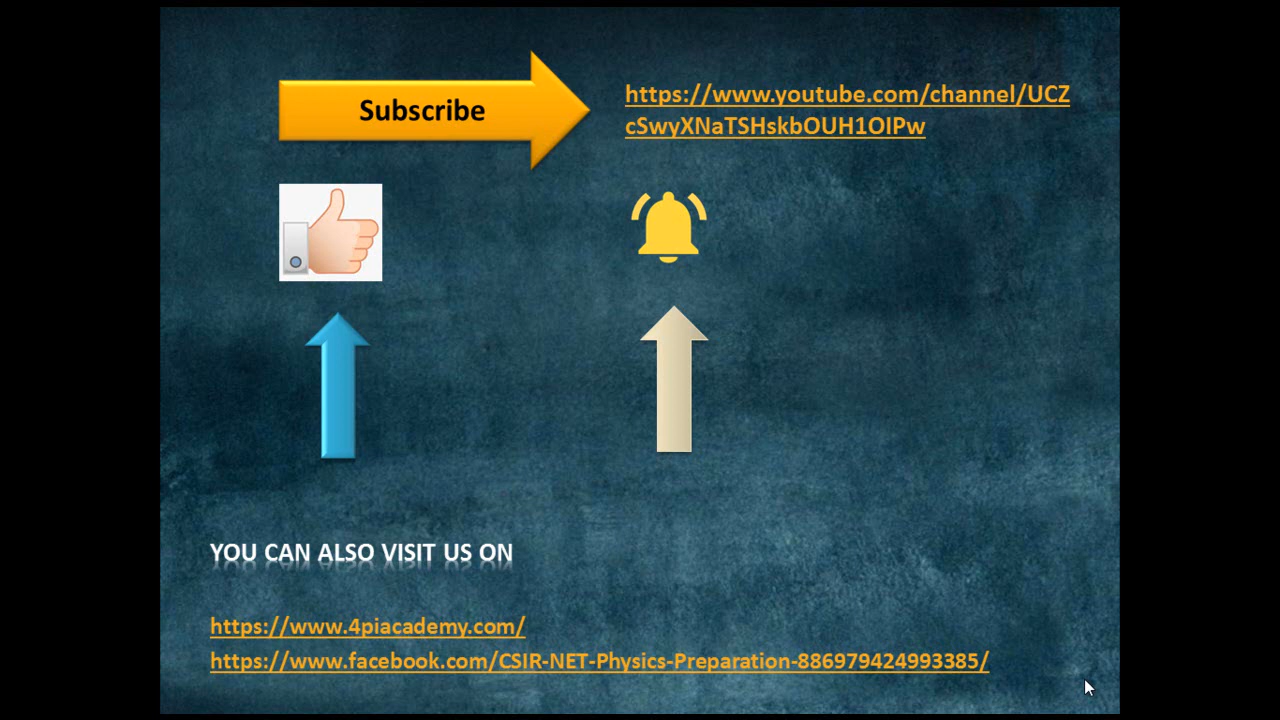 Subscribe
https://www.youtube.com/channel/UCZ
cSwyXNaTSHskbOUH1OIPw
YOU CAN ALSO VISIT US ON
https://www.4piacademy.com/
https://www.facebook.com/CSIR-NET-Physics-Preparation-886979424993385/